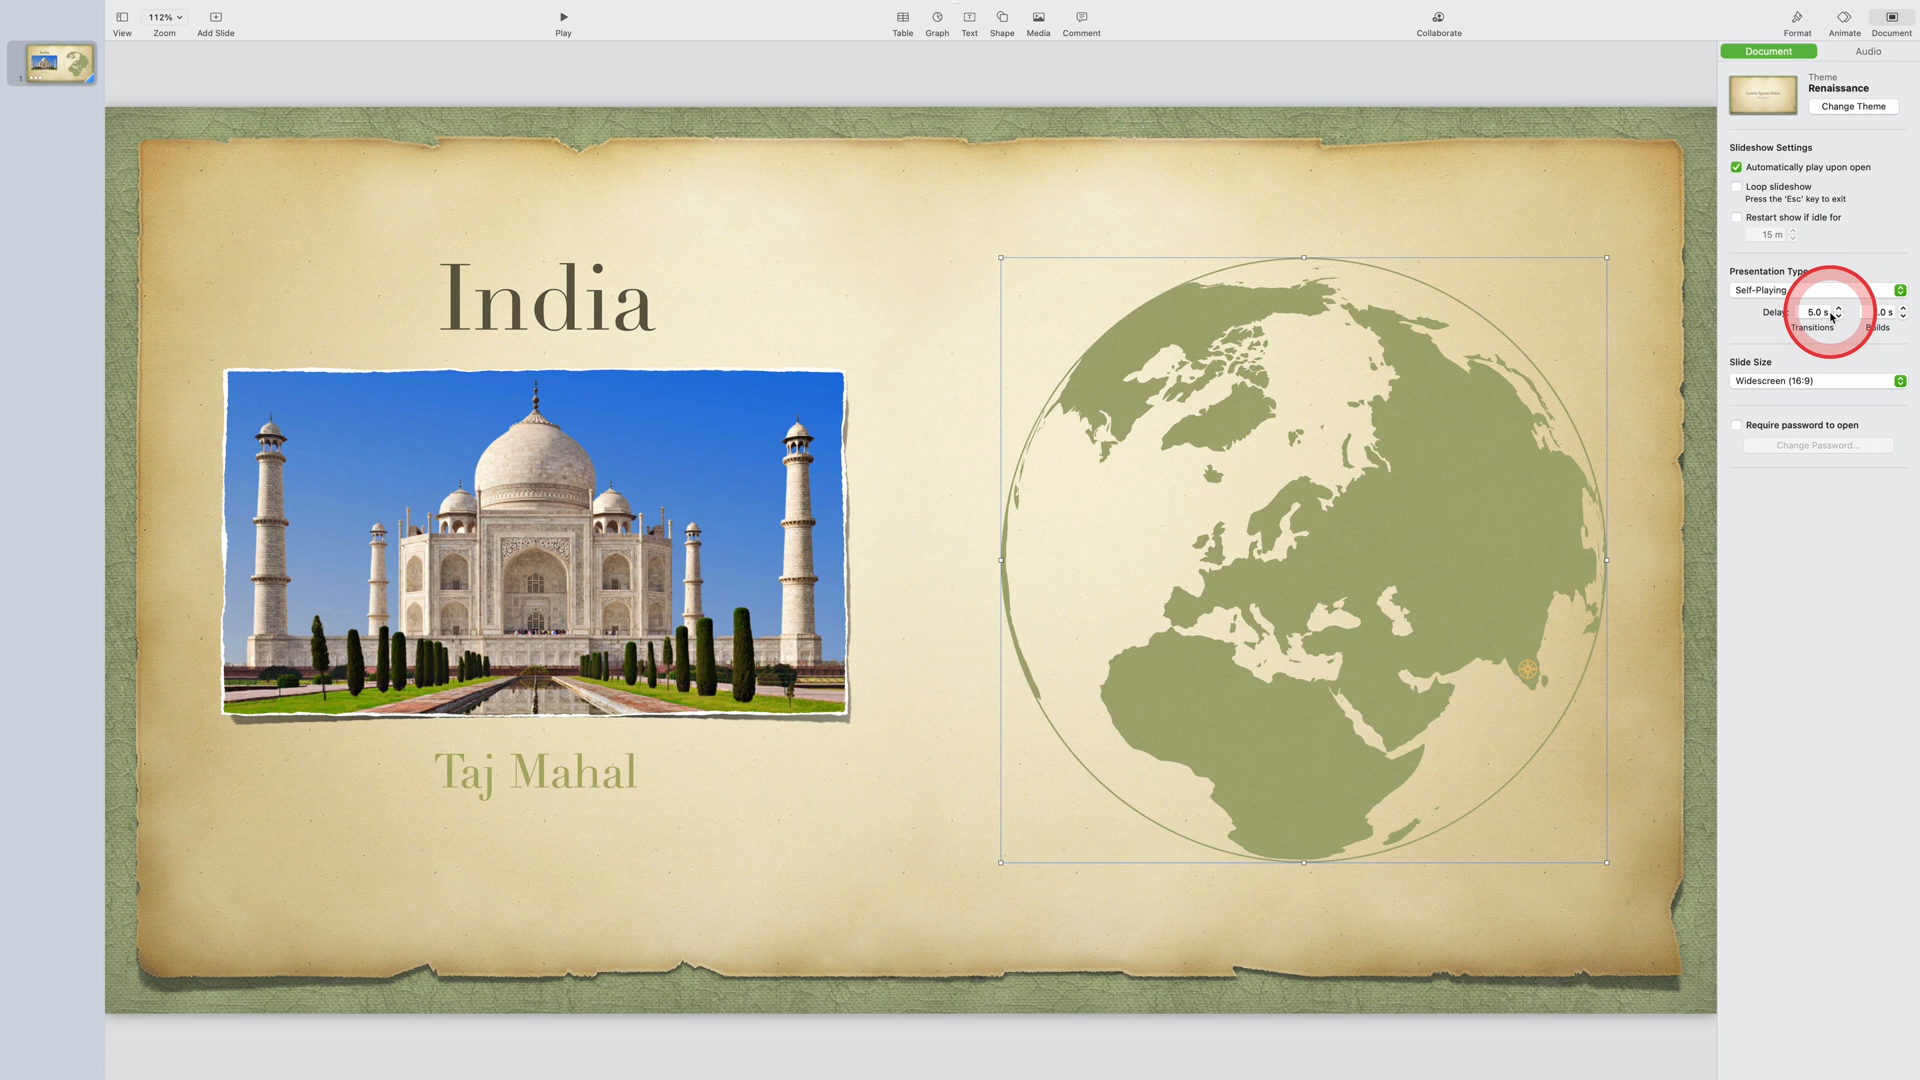 112%
View
Zoom
Add Slide
Play
Table
Graph
Text
Shape
Media
Comment
Collaborate
Format
Animate
Document
1
India
Taj Mahal
Document
Audio
Theme
Renaissance
Change Theme
Slideshow Settings
Automatically play upon open
Loop slideshow
Press the 'Esc' key to exit
Restart show if idle for
15 m
Presentation Type
Self-Playing
Delay:
5.0 s
.0 s
Transitions
Builds
Slide Size
Widescreen (16:9)
Require password to open
Change Password...